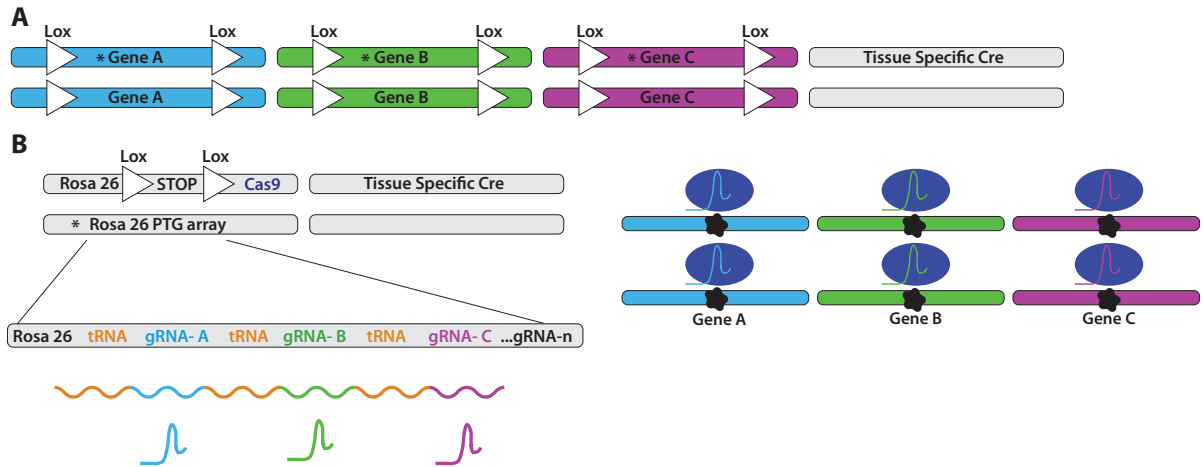 A
Lox Lox Lox Lox Lox Lox
* Gene A * Gene B * Gene C Tissue Specific Cre
Gene A Gene B Gene C
B
Lox Lox
Rosa 26 STOP Cas9 Tissue Specific Cre
* Rosa 26 PTG array
Rosa 26 tRNA gRNA- A tRNA gRNA- B tRNA gRNA- C ...gRNA-n
Gene A Gene B Gene C